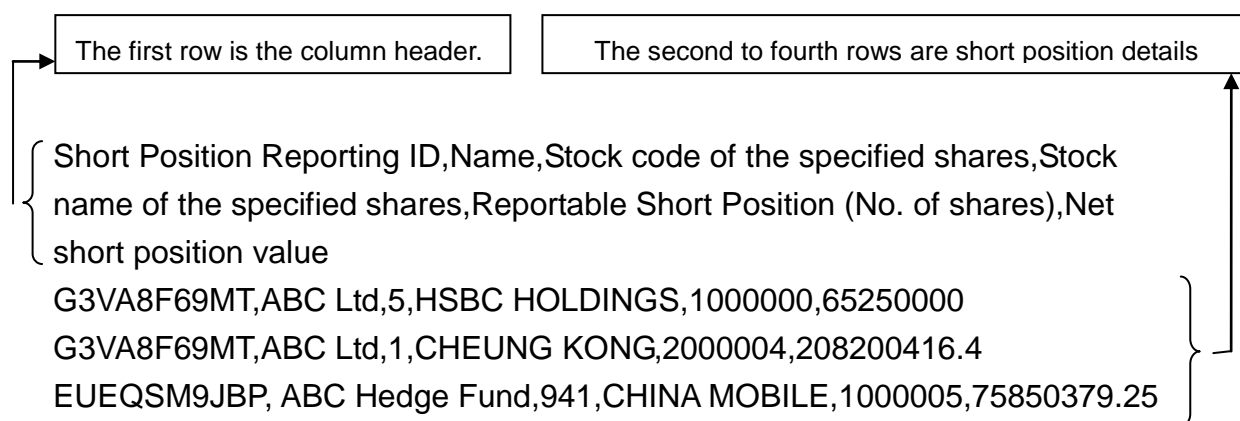 The first row is the column header.
The second to fourth rows are short position details
Short Position Reporting ID,Name,Stock code of the specified shares,Stock
name of the specified shares,Reportable Short Position (No. of shares),Net
short position value
G3VA8F69MT,ABC Ltd,5,HSBC HOLDINGS,1000000,65250000
G3VA8F69MT,ABC Ltd,1,CHEUNG KONG,2000004,208200416.4
EUEQSM9JBP, ABC Hedge Fund,941,CHINA MOBILE,1000005,75850379.25